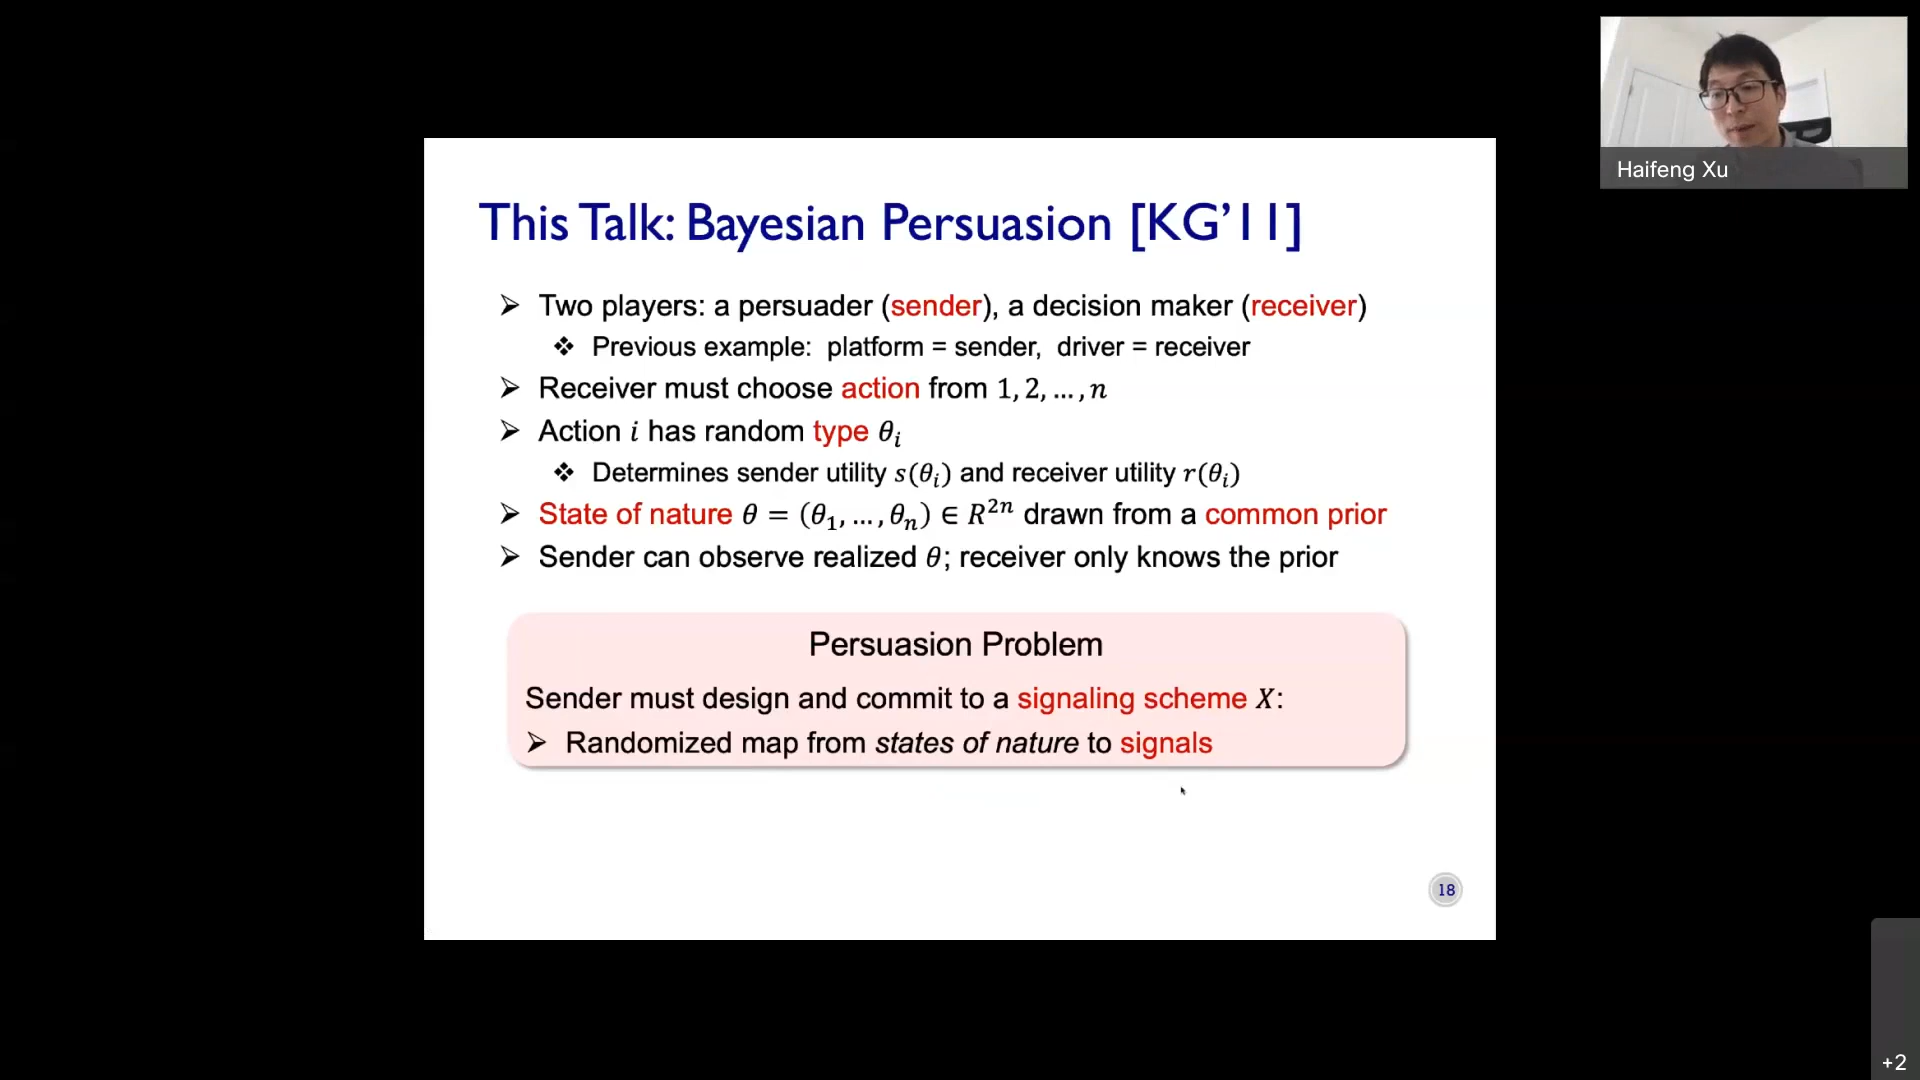 Haifeng Xu
This Talk: Bayesian Persuasion [KG’11]
➢ Two players: a persuader (sender), a decision maker (receiver)
❖ Previous example: platform = sender, driver = receiver
➢ Receiver must choose action from 1, 2, … , n
➢ Action i has random type θᵢ
❖ Determines sender utility s(θᵢ) and receiver utility r(θᵢ)
➢ State of nature θ = (θ₁, … , θₙ) ∈ R²ⁿ drawn from a common prior
➢ Sender can observe realized θ; receiver only knows the prior
Persuasion Problem
Sender must design and commit to a signaling scheme X:
➢ Randomized map from states of nature to signals
18
+2